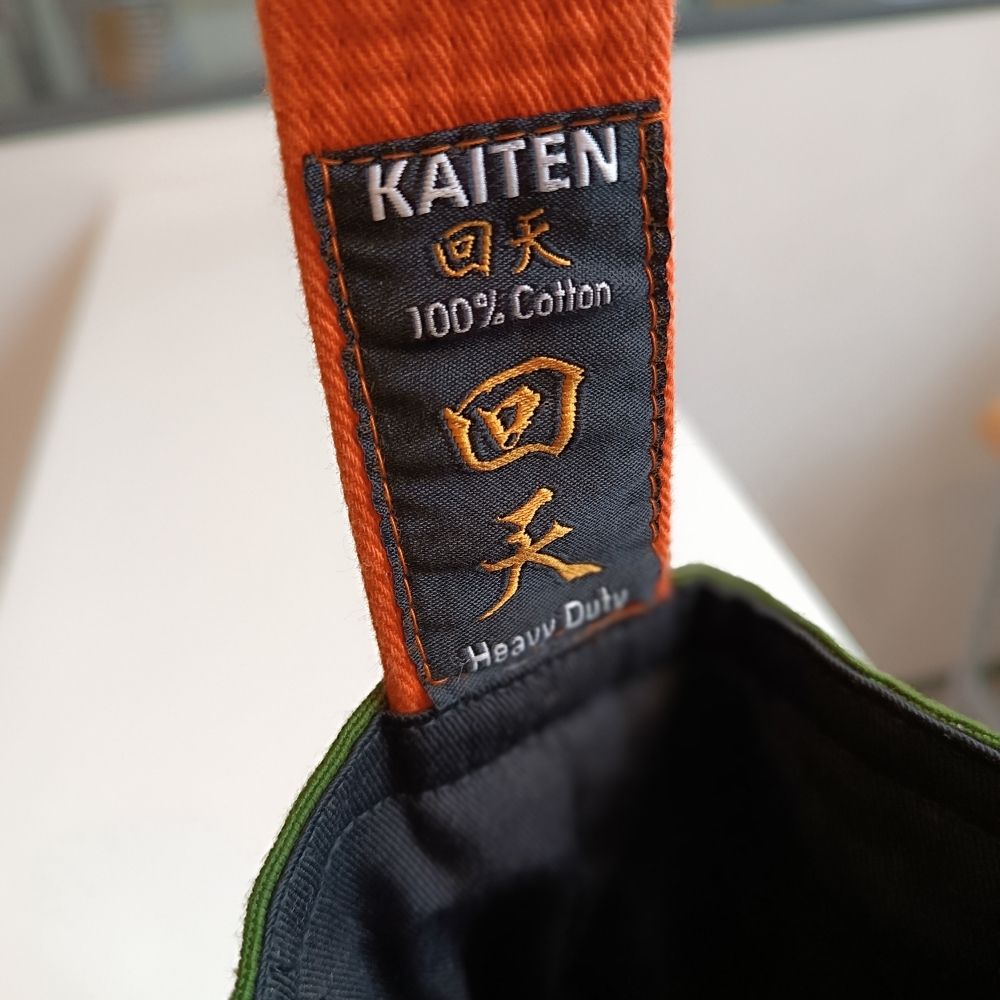 KAITEN
回天
100% Cotton
回
天
Heavy Duty